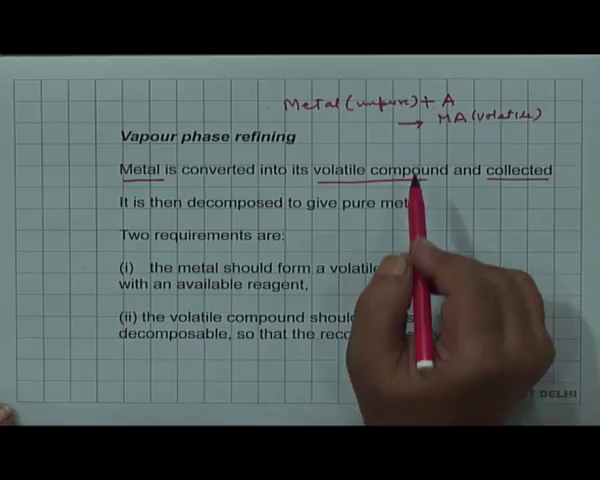 Metal (impure) + A
→ MA (volatile)
Vapour phase refining
Metal is converted into its volatile compound and collected
It is then decomposed to give pure met
Two requirements are:
(i) the metal should form a volatile
with an available reagent,
(ii) the volatile compound should
decomposable, so that the reco
DELHI